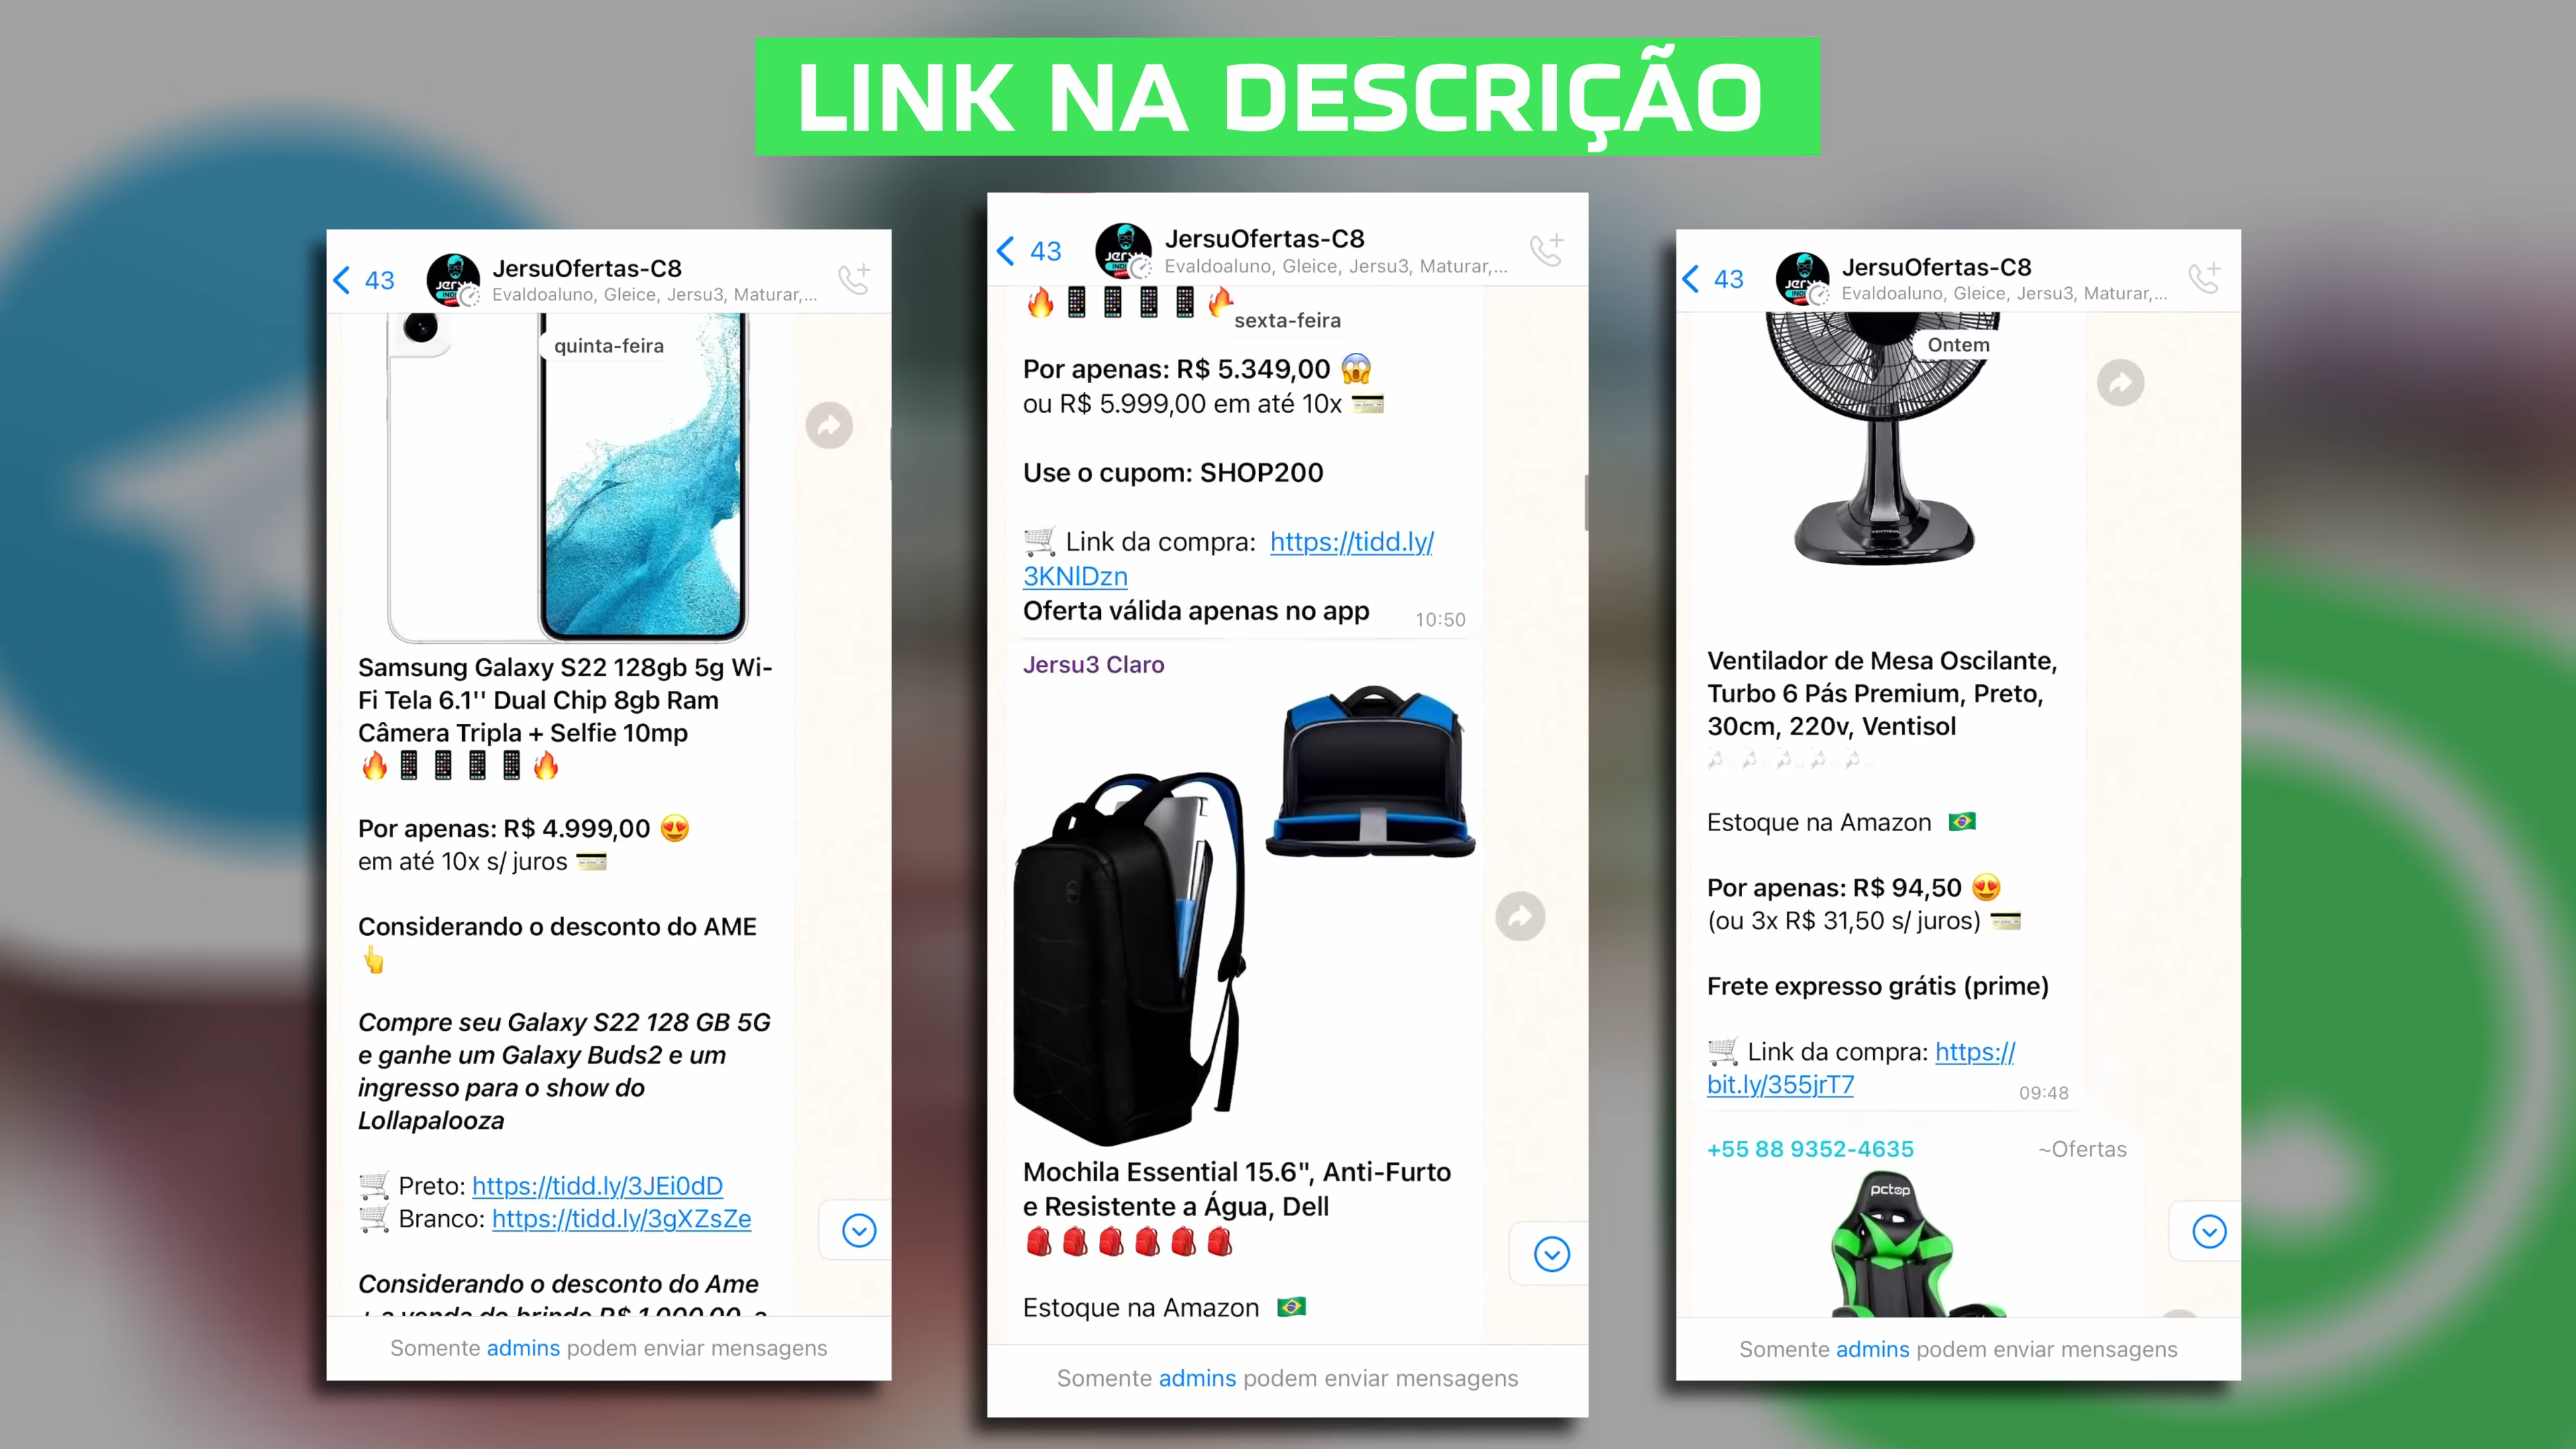 LINK NA DESCRIÇÃO
43
JersuOfertas-C8
Evaldoaluno, Gleice, Jersu3, Maturar,...
quinta-feira
Samsung Galaxy S22 128gb 5g Wi-
Fi Tela 6.1'' Dual Chip 8gb Ram
Câmera Tripla + Selfie 10mp
🔥📱📱📱📱🔥
Por apenas: R$ 4.999,00 😍
em até 10x s/ juros 💳
Considerando o desconto do AME
👆
Compre seu Galaxy S22 128 GB 5G
e ganhe um Galaxy Buds2 e um
ingresso para o show do
Lollapalooza
🛒 Preto: https://tidd.ly/3JEi0dD
🛒 Branco: https://tidd.ly/3gXZsZe
Considerando o desconto do Ame
+ a venda do brinde R$ 1.000,00, a
Somente admins podem enviar mensagens
43
JersuOfertas-C8
Evaldoaluno, Gleice, Jersu3, Maturar,...
🔥📱📱📱📱🔥
sexta-feira
Por apenas: R$ 5.349,00 😱
ou R$ 5.999,00 em até 10x 💳
Use o cupom: SHOP200
🛒 Link da compra: https://tidd.ly/
3KNlDzn
Oferta válida apenas no app 10:50
Jersu3 Claro
Mochila Essential 15.6", Anti-Furto
e Resistente a Água, Dell
🎒🎒🎒🎒🎒🎒
Estoque na Amazon 🇧🇷
Somente admins podem enviar mensagens
43
JersuOfertas-C8
Evaldoaluno, Gleice, Jersu3, Maturar,...
Ontem
Ventilador de Mesa Oscilante,
Turbo 6 Pás Premium, Preto,
30cm, 220v, Ventisol
Estoque na Amazon 🇧🇷
Por apenas: R$ 94,50 😍
(ou 3x R$ 31,50 s/ juros) 💳
Frete expresso grátis (prime)
🛒 Link da compra: https://
bit.ly/355jrT7 09:48
+55 88 9352-4635 ~Ofertas
pctop
Somente admins podem enviar mensagens